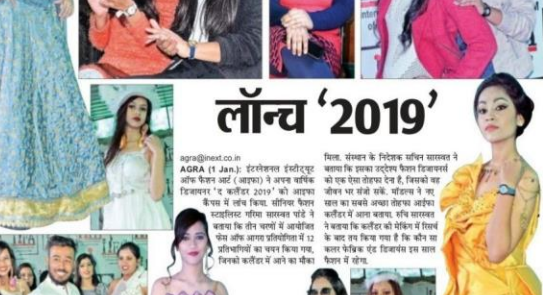 लॉन्च ‘2019’
agra@inext.co.in
AGRA (1 Jan.): इंटरनेशनल इंस्टीट्यूट
ऑफ फैशन आर्ट ( आइफा ) ने अपना वार्षिक
डिजायनर 'द कलैंडर 2019' को आइफा
कैंपस में लांच किया. सीनियर फैशन
स्टाइलिस्ट गरिमा सारस्वत पांडे ने
बताया कि तीन चरणों में आयोजित
फेस ऑफ आगरा प्रतियोगिता में 12
प्रतिभागियों का चयन किया गया,
जिनको कलैंडर में आने का मौका
मिला. संस्थान के निदेशक सचिन सारस्वत ने
बताया कि इसका उद्देश्य फैशन डिजायनर्स
को एक ऐसा तोहफा देना है, जिसको वह
जीवन भर संजो सकें. मॉडल्स ने नए
साल का सबसे अच्छा तोहफा आईफा
कलैंडर में आना बताया. रुचि सारस्वत
ने बताया कि कलैंडर को मेकिंग में रिसर्च
के बाद तय किया गया है कि कौन सा
कलर फेब्रिक एंड डिजायंस इस साल
फैशन में रहेगा.